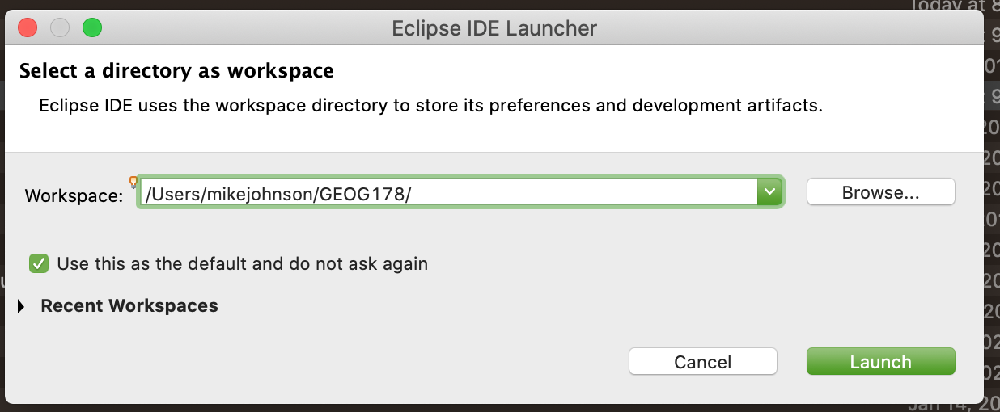 Today at 8
Eclipse IDE Launcher
Select a directory as workspace
Eclipse IDE uses the workspace directory to store its preferences and development artifacts.
Workspace:
/Users/mikejohnson/GEOG178/
Browse...
Use this as the default and do not ask again
Recent Workspaces
Cancel
Launch
Jan 14, 20